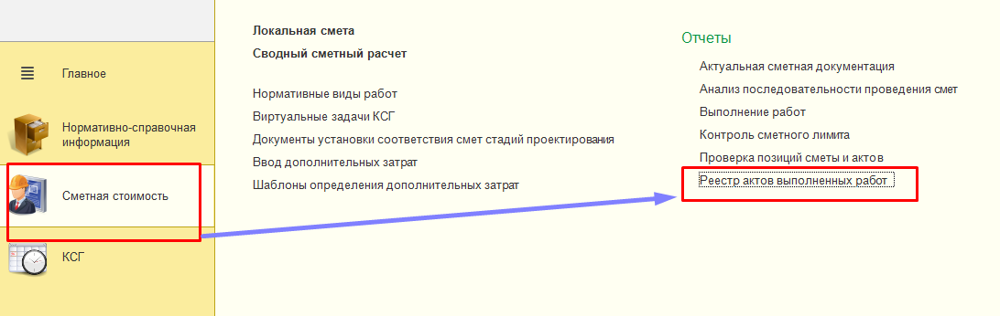 Главное
Нормативно-справочная
информация
Сметная стоимость
КСГ
Локальная смета
Сводный сметный расчет
Нормативные виды работ
Виртуальные задачи КСГ
Документы установки соответствия смет стадий проектирования
Ввод дополнительных затрат
Шаблоны определения дополнительных затрат
Отчеты
Актуальная сметная документация
Анализ последовательности проведения смет
Выполнение работ
Контроль сметного лимита
Проверка позиций сметы и актов
Реестр актов выполненных работ